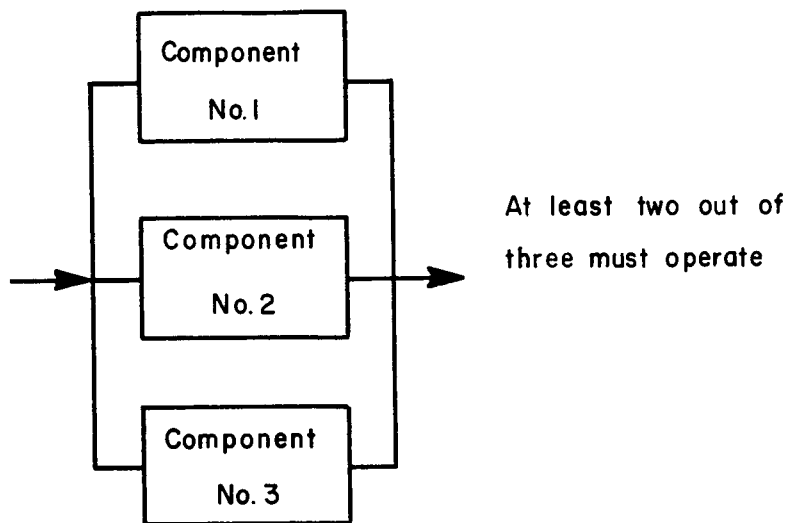 Component
No. 1
Component
No. 2
Component
No. 3
At least two out of
three must operate